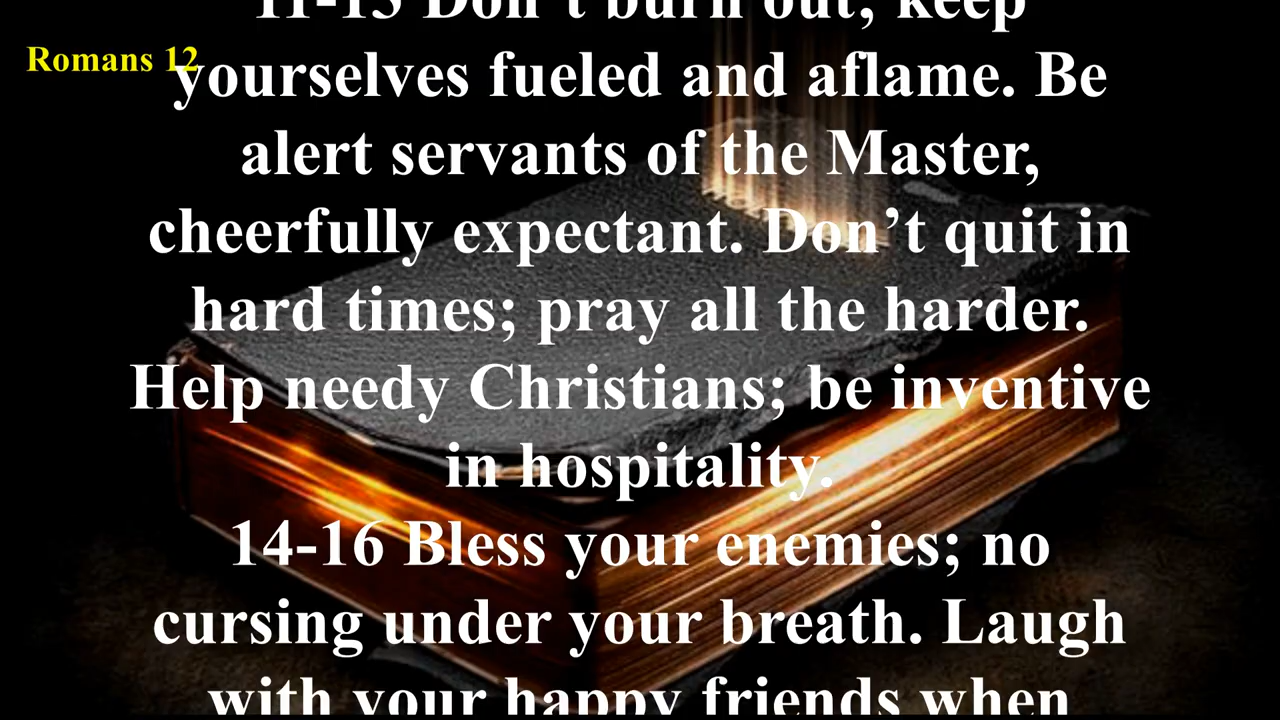 11-13 Don’t burn out; keep
Romans 12
yourselves fueled and aflame. Be
alert servants of the Master,
cheerfully expectant. Don’t quit in
hard times; pray all the harder.
Help needy Christians; be inventive
in hospitality.
14-16 Bless your enemies; no
cursing under your breath. Laugh
with your happy friends when